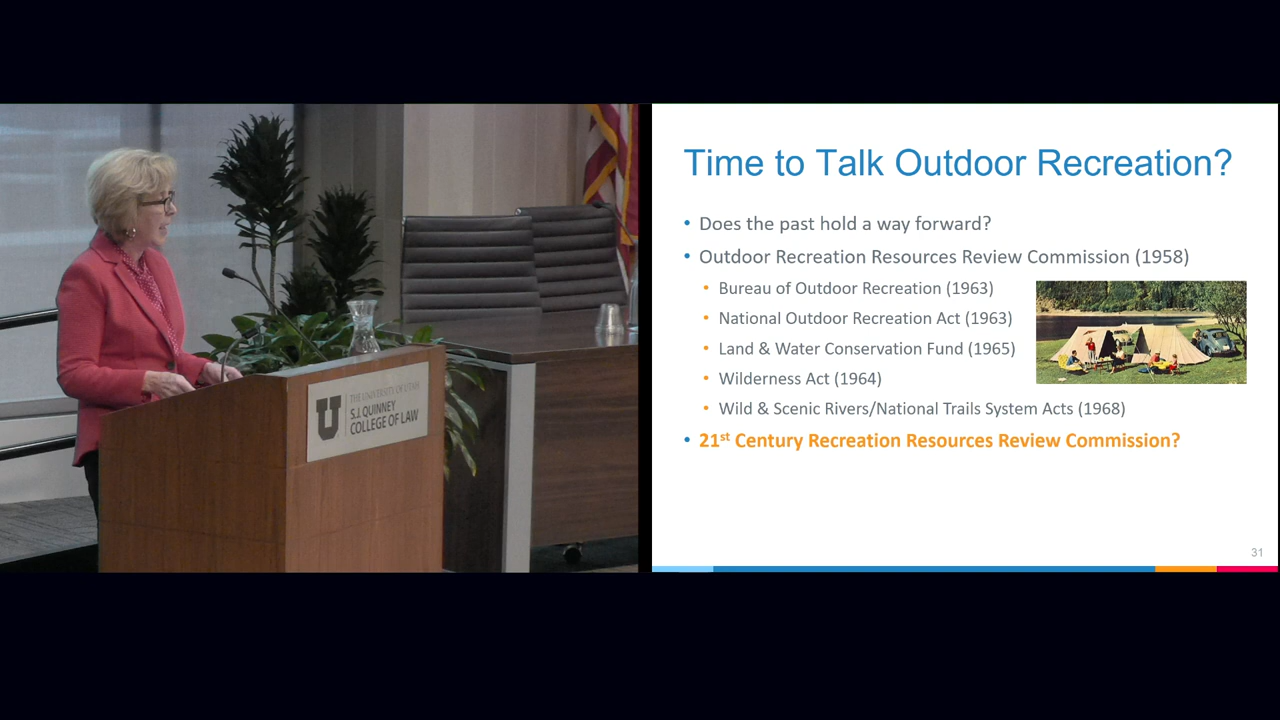 THE UNIVERSITY OF UTAH
S.J. QUINNEY
COLLEGE OF LAW
Time to Talk Outdoor Recreation?
• Does the past hold a way forward?
• Outdoor Recreation Resources Review Commission (1958)
• Bureau of Outdoor Recreation (1963)
• National Outdoor Recreation Act (1963)
• Land & Water Conservation Fund (1965)
• Wilderness Act (1964)
• Wild & Scenic Rivers/National Trails System Acts (1968)
• 21st Century Recreation Resources Review Commission?
31